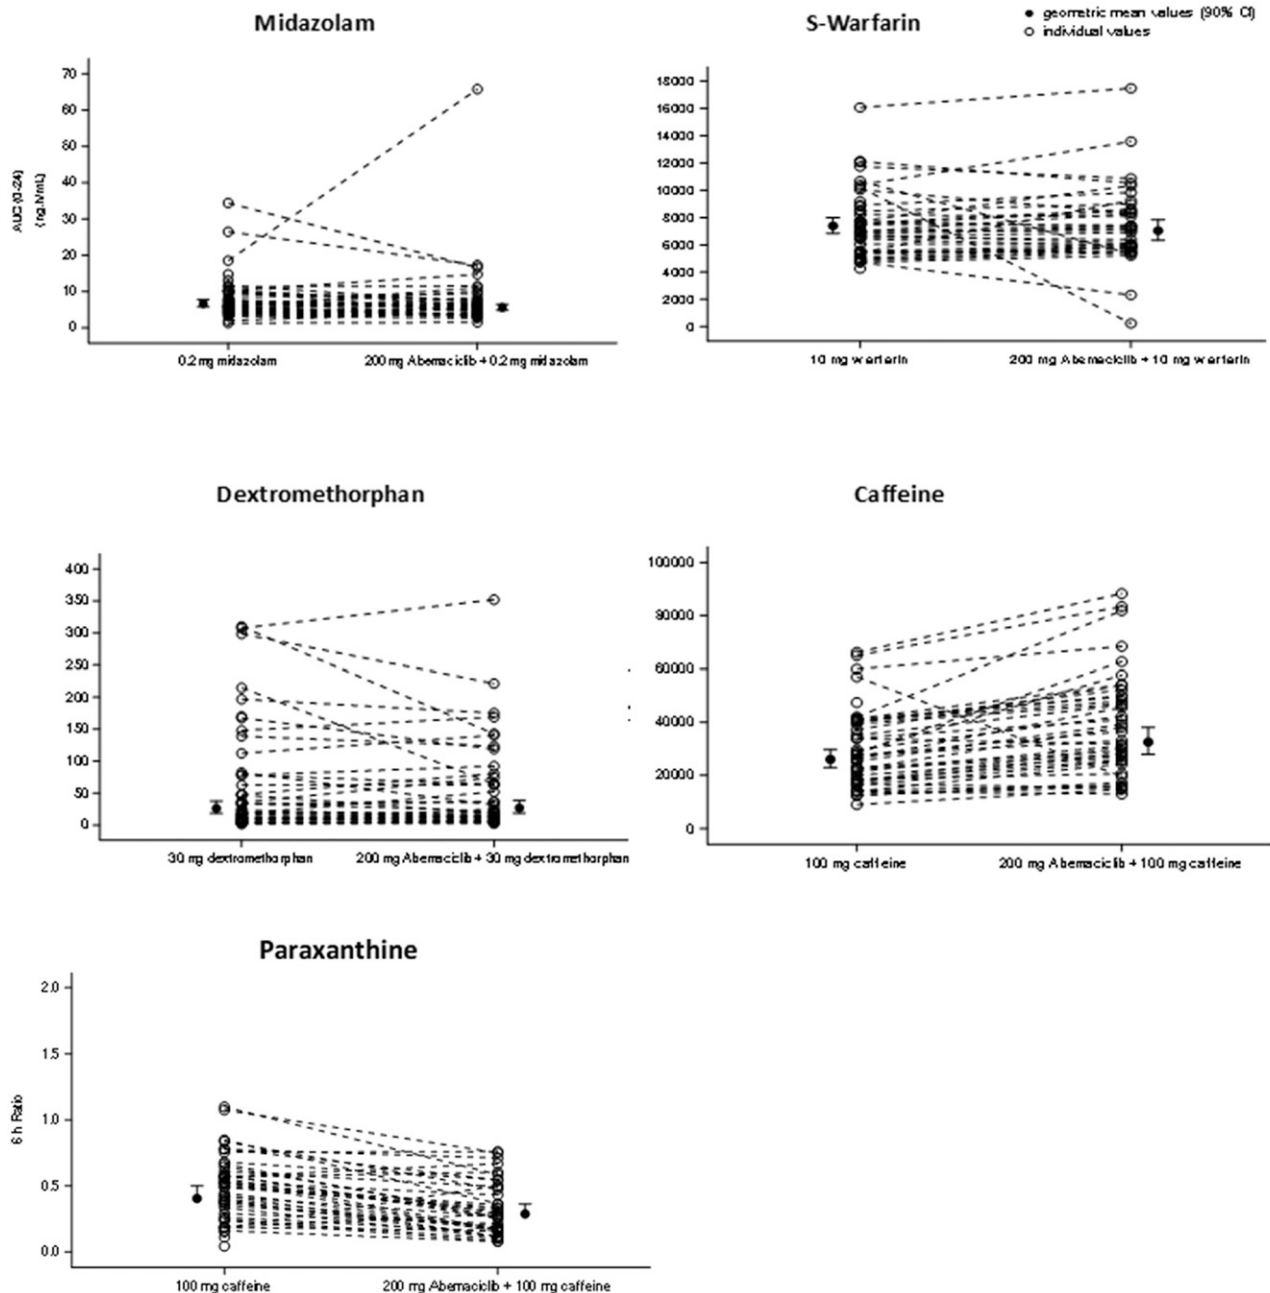 Midazolam
S-Warfarin
geometric mean values (90% CI)
individual values
AUC (0-24)
(ng.h/mL)
70
60
50
40
30
20
10
0
0.2 mg midazolam
200 mg Abemaciclib + 0.2 mg midazolam
18000
16000
14000
12000
10000
8000
6000
4000
2000
0
10 mg warfarin
200 mg Abemaciclib + 10 mg warfarin
Dextromethorphan
Caffeine
400
350
300
250
200
150
100
50
0
30 mg dextromethorphan
200 mg Abemaciclib + 30 mg dextromethorphan
100000
80000
60000
40000
20000
0
100 mg caffeine
200 mg Abemaciclib + 100 mg caffeine
Paraxanthine
6 h Ratio
2.0
1.5
1.0
0.5
0.0
100 mg caffeine
200 mg Abemaciclib + 100 mg caffeine